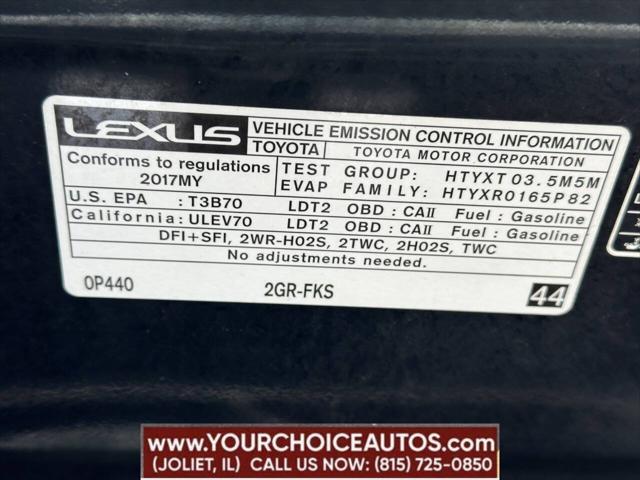 LEXUS VEHICLE EMISSION CONTROL INFORMATION
TOYOTA TOYOTA MOTOR CORPORATION
Conforms to regulations
2017MY
TEST GROUP: HTYXT03.5M5M
EVAP FAMILY: HTYXR0165P82
U.S. EPA : T3B70 LDT2 OBD : CAII Fuel : Gasoline
California: ULEV70 LDT2 OBD : CAII Fuel : Gasoline
DFI+SFI, 2WR-HO2S, 2TWC, 2HO2S, TWC
No adjustments needed.
0P440 2GR-FKS 44
WWW.YOURCHOICEAUTOS.COM
(JOLIET, IL) CALL US NOW: (815) 725-0850